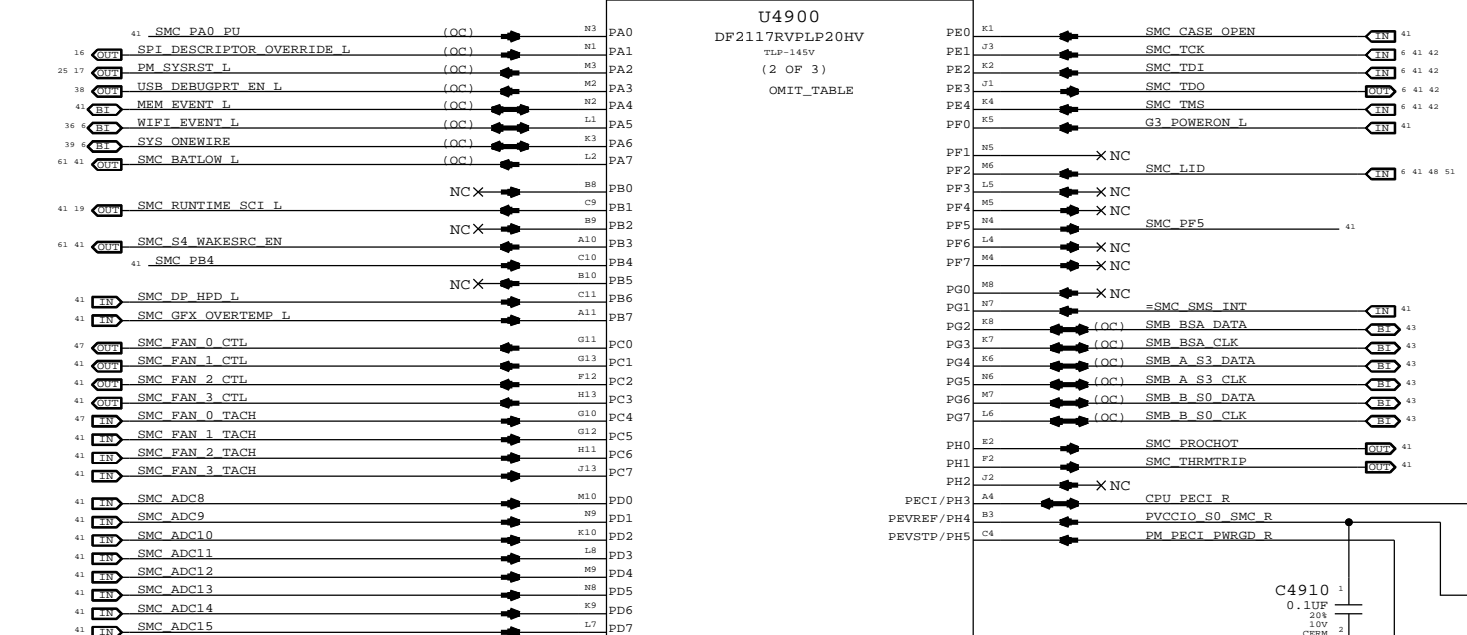 U4900
DF2117RVPLP20HV
TLP-145V
(2 OF 3)
OMIT_TABLE
41 SMC_PA0_PU (OC) N3 PA0
16 OUT SPI_DESCRIPTOR_OVERRIDE_L N1 PA1
25 17 OUT PM_SYSRST_L (OC) M3 PA2
38 OUT USB_DEBUGPRT_EN_L (OC) M2 PA3
41 BI MEM_EVENT_L (OC) N2 PA4
36 6 BI WIFI_EVENT_L (OC) L1 PA5
39 6 BI SYS_ONEWIRE (OC) K3 PA6
61 41 OUT SMC_BATLOW_L (OC) L2 PA7
NC B8 PB0
41 19 OUT SMC_RUNTIME_SCI_L C9 PB1
NC B9 PB2
61 41 OUT SMC_S4_WAKESRC_EN A10 PB3
41 SMC_PB4 C10 PB4
NC B10 PB5
41 IN SMC_DP_HPD_L C11 PB6
41 IN SMC_GFX_OVERTEMP_L A11 PB7
47 OUT SMC_FAN_0_CTL G11 PC0
41 OUT SMC_FAN_1_CTL G13 PC1
41 OUT SMC_FAN_2_CTL F12 PC2
41 OUT SMC_FAN_3_CTL H13 PC3
47 IN SMC_FAN_0_TACH G10 PC4
41 IN SMC_FAN_1_TACH G12 PC5
41 IN SMC_FAN_2_TACH H11 PC6
41 IN SMC_FAN_3_TACH J13 PC7
41 IN SMC_ADC8 M10 PD0
41 IN SMC_ADC9 N9 PD1
41 IN SMC_ADC10 K10 PD2
41 IN SMC_ADC11 L8 PD3
41 IN SMC_ADC12 M9 PD4
41 IN SMC_ADC13 N8 PD5
41 IN SMC_ADC14 K9 PD6
41 IN SMC_ADC15 L7 PD7
PE0 K1 SMC_CASE_OPEN IN 41
PE1 J3 SMC_TCK IN 6 41 42
PE2 K2 SMC_TDI IN 6 41 42
PE3 J1 SMC_TDO OUT 6 41 42
PE4 K4 SMC_TMS IN 6 41 42
PF0 K5 G3_POWERON_L IN 41
PF1 N5 NC
PF2 M6 SMC_LID IN 6 41 48 51
PF3 L5 NC
PF4 M5 NC
PF5 N4 SMC_PF5 41
PF6 L4 NC
PF7 M4 NC
PG0 M8 NC
PG1 N7 =SMC_SMS_INT IN 41
PG2 K8 (OC) SMB_BSA_DATA BI 43
PG3 K7 (OC) SMB_BSA_CLK BI 43
PG4 K6 (OC) SMB_A_S3_DATA BI 43
PG5 N6 (OC) SMB_A_S3_CLK BI 43
PG6 M7 (OC) SMB_B_S0_DATA BI 43
PG7 L6 (OC) SMB_B_S0_CLK BI 43
PH0 E2 SMC_PROCHOT OUT 41
PH1 F2 SMC_THRMTRIP OUT 41
PH2 J2 NC
PECI/PH3 A4 CPU_PECI_R
PEVREF/PH4 B3 PVCCIO_S0_SMC_R
PEVSTP/PH5 C4 PM_PECI_PWRGD_R
C4910 1
0.1UF
20%
10V
CERM 2